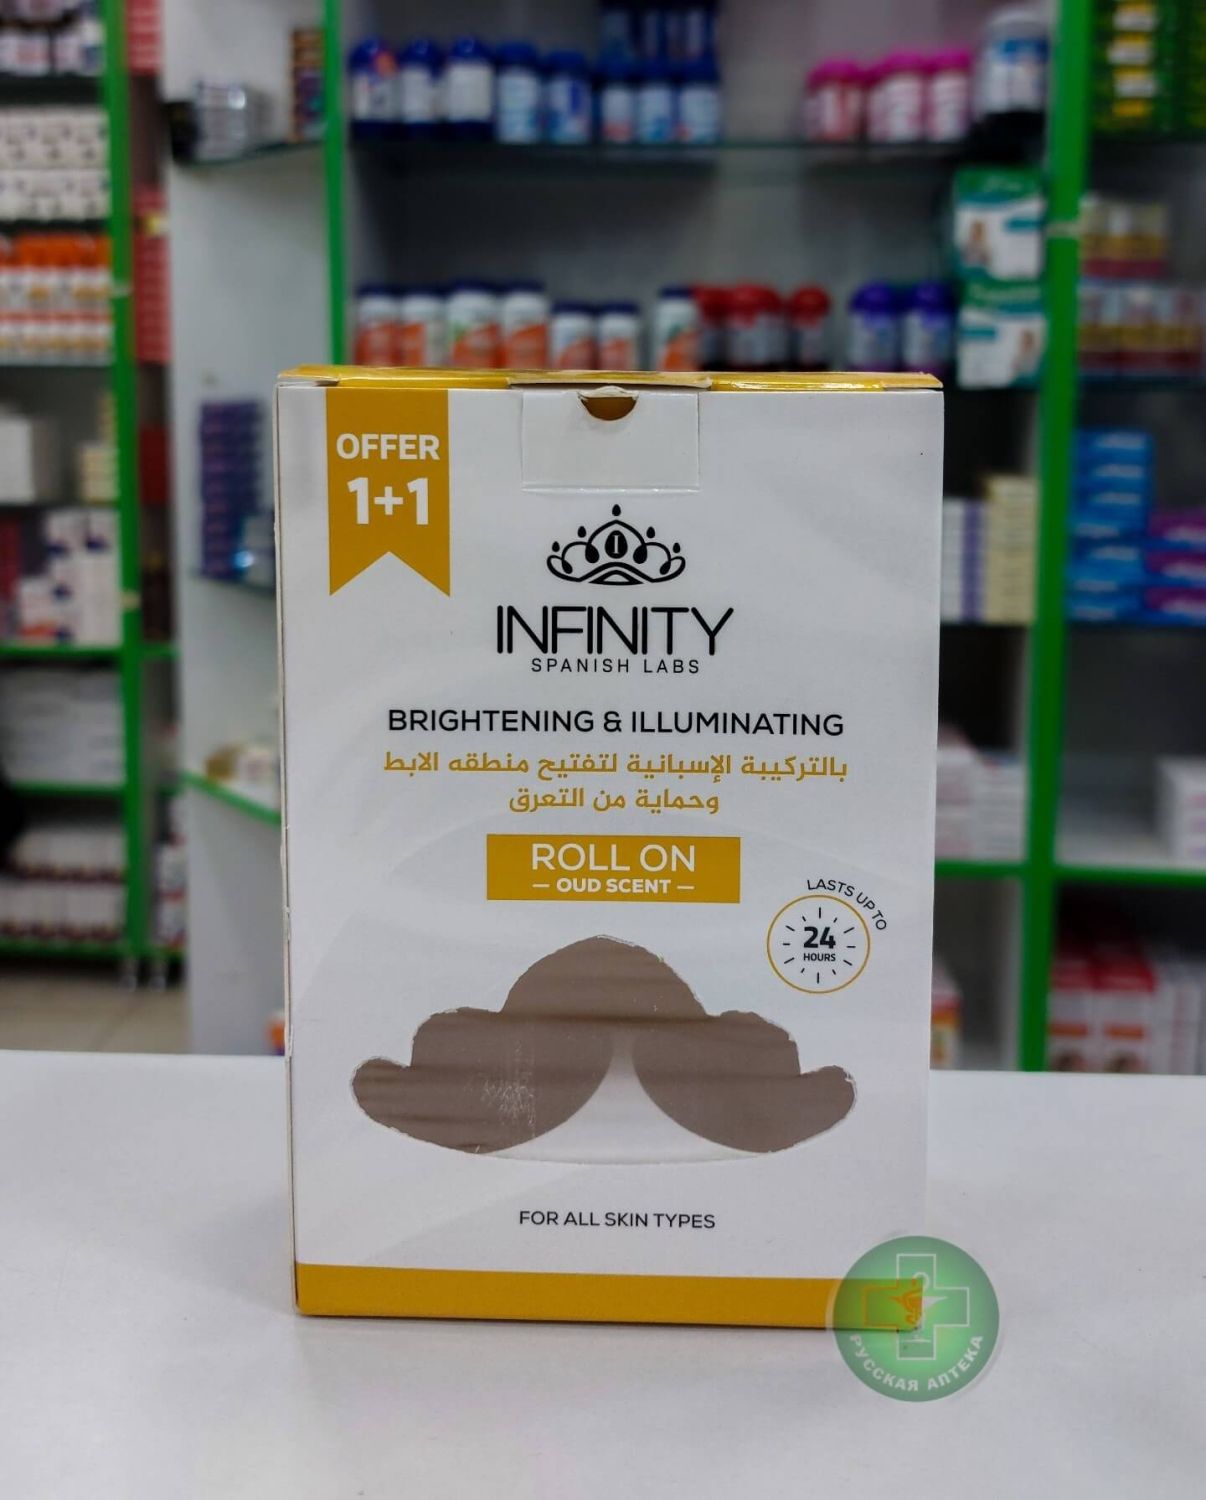 OFFER
1+1
I
INFINITY
SPANISH LABS
BRIGHTENING & ILLUMINATING
بالتركيبة الإسبانية لتفتيح منطقه الابط
وحماية من التعرق
ROLL ON
— OUD SCENT —
LASTS UP TO
24
HOURS
FOR ALL SKIN TYPES
РУССКАЯ АПТЕКА